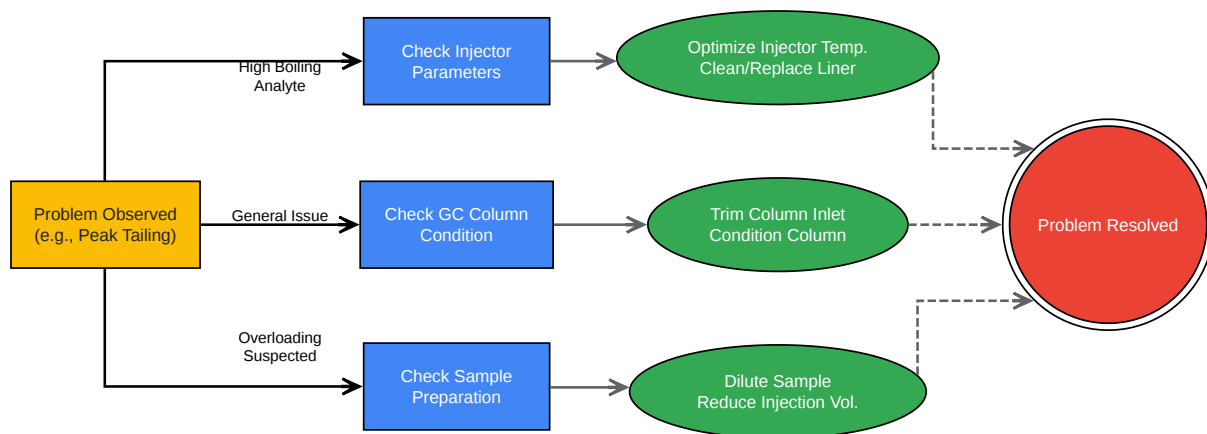 High Boiling
Analyte
Check Injector
Parameters
Optimize Injector Temp.
Clean/Replace Liner
Problem Observed
(e.g., Peak Tailing)
General Issue
Check GC Column
Condition
Trim Column Inlet
Condition Column
Problem Resolved
Overloading
Suspected
Check Sample
Preparation
Dilute Sample
Reduce Injection Vol.